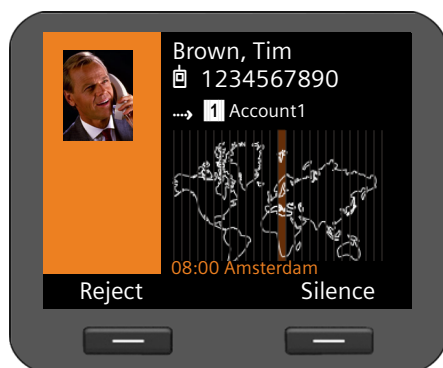 Brown, Tim
1234567890
1 Account1
08:00 Amsterdam
Reject Silence